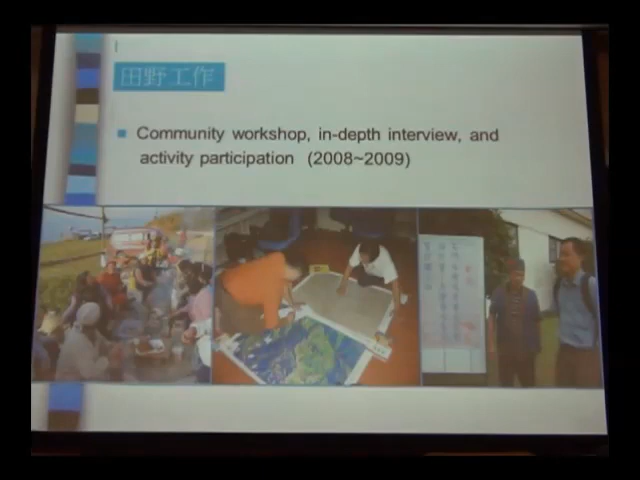 田野工作
Community workshop, in-depth interview, and
activity participation (2008~2009)